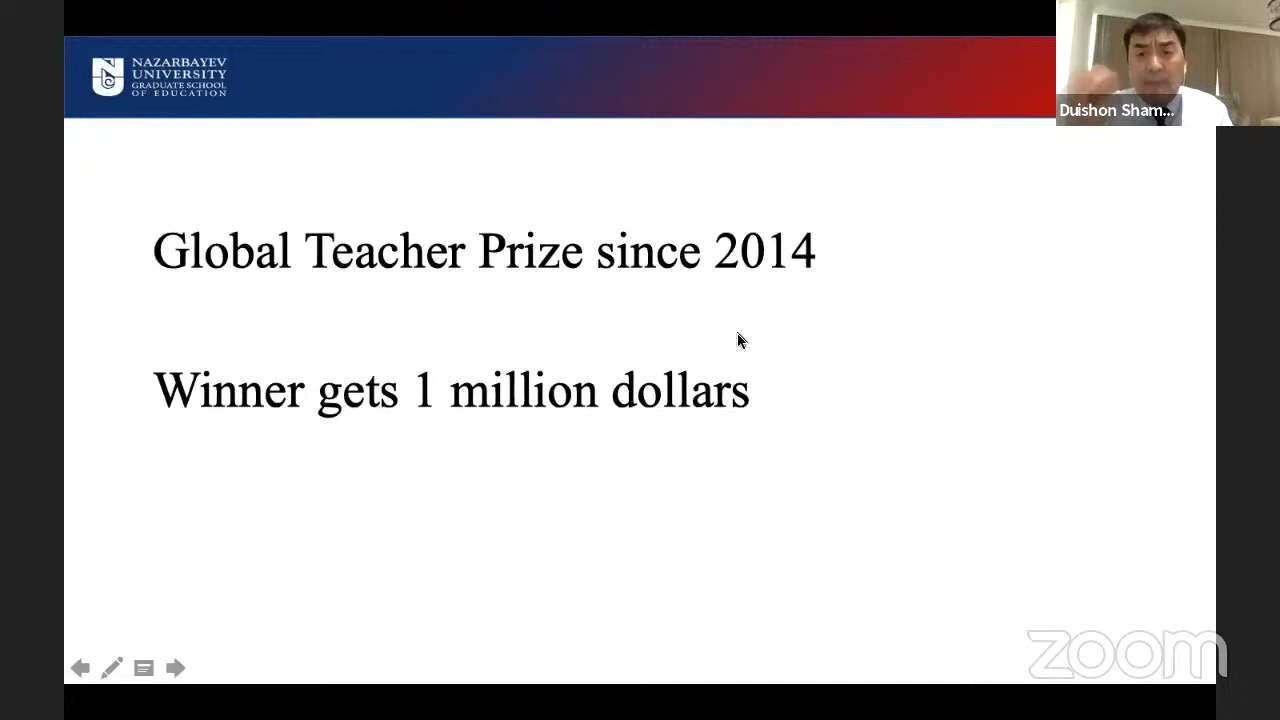 NAZARBAYEV
UNIVERSITY
GRADUATE SCHOOL
OF EDUCATION
Duishon Sham...
Global Teacher Prize since 2014
Winner gets 1 million dollars
zoom